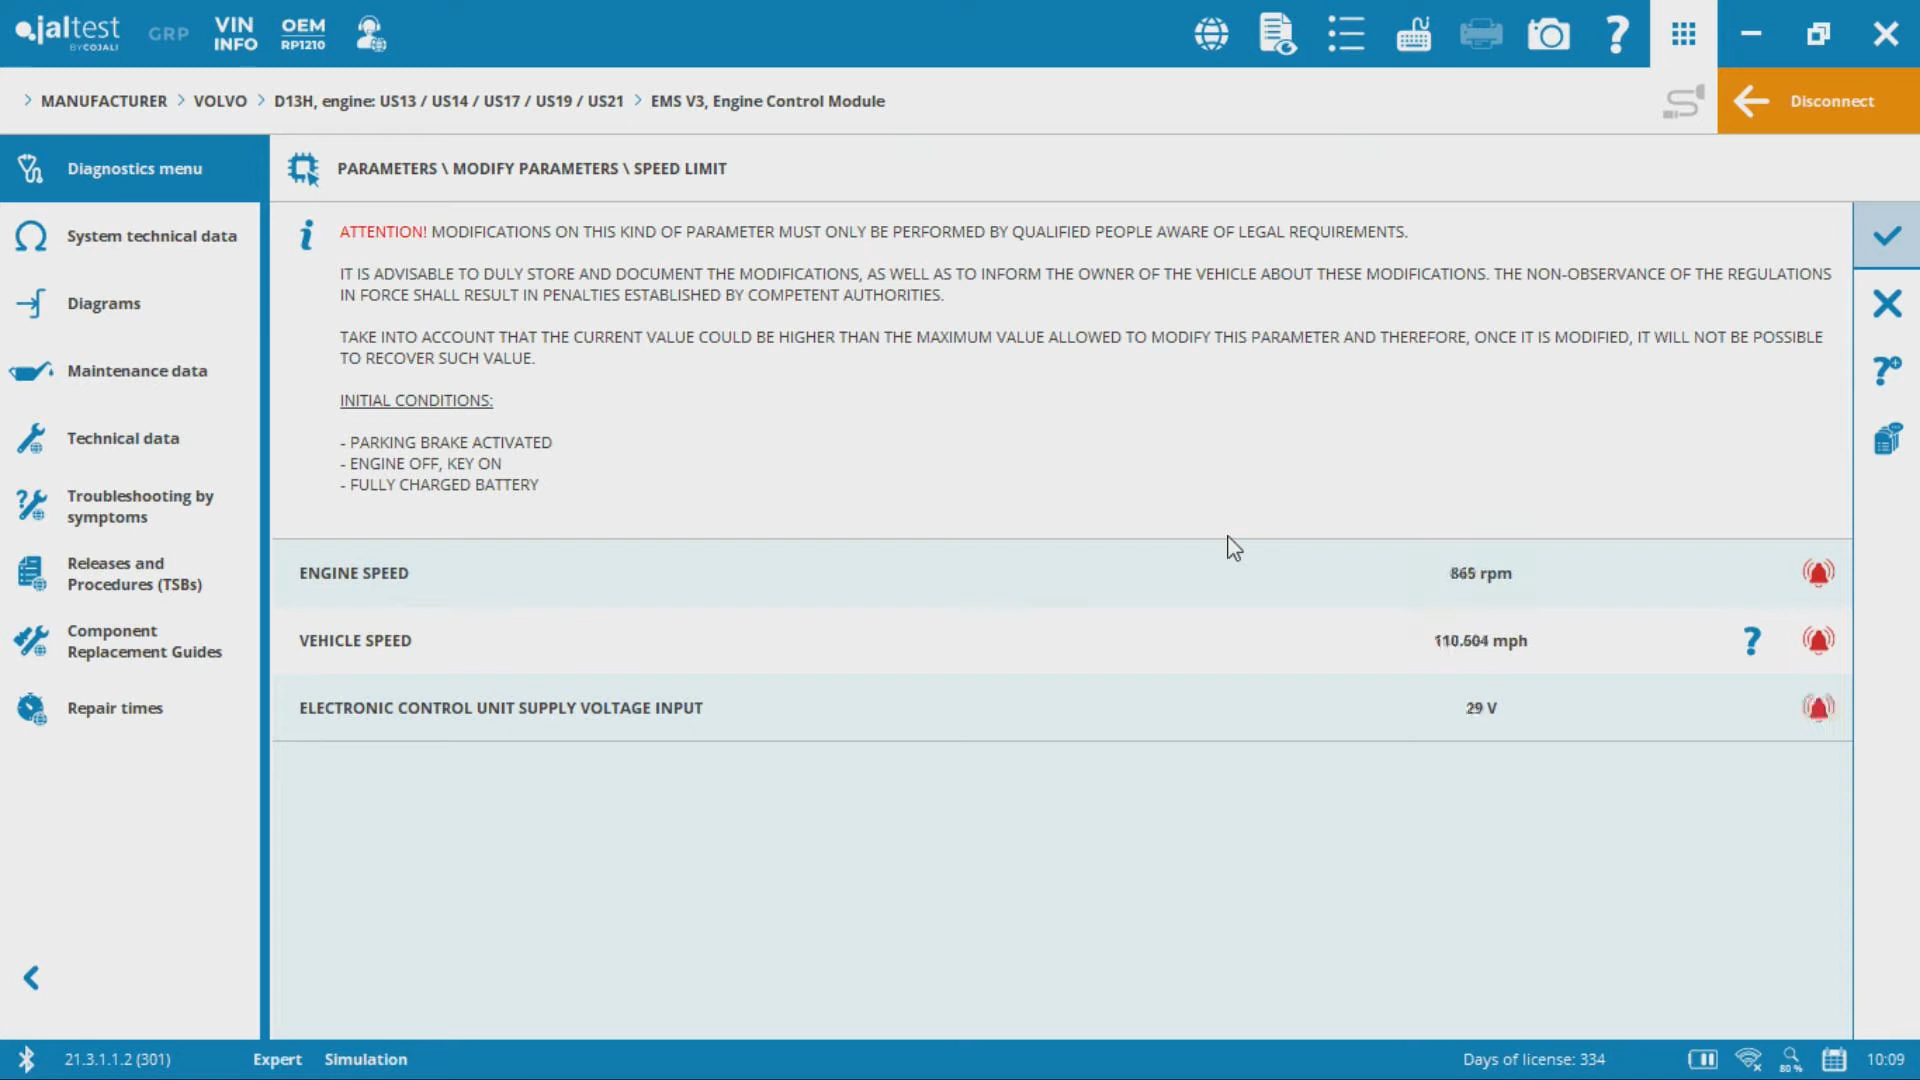 jaltest
BY COJALI
GRP
VIN
INFO
OEM
RP1210
MANUFACTURER > VOLVO > D13H, engine: US13 / US14 / US17 / US19 / US21 > EMS V3, Engine Control Module
Disconnect
Diagnostics menu
PARAMETERS \ MODIFY PARAMETERS \ SPEED LIMIT
System technical data
Diagrams
Maintenance data
Technical data
Troubleshooting by
symptoms
Releases and
Procedures (TSBs)
Component
Replacement Guides
Repair times
ATTENTION! MODIFICATIONS ON THIS KIND OF PARAMETER MUST ONLY BE PERFORMED BY QUALIFIED PEOPLE AWARE OF LEGAL REQUIREMENTS.
IT IS ADVISABLE TO DULY STORE AND DOCUMENT THE MODIFICATIONS, AS WELL AS TO INFORM THE OWNER OF THE VEHICLE ABOUT THESE MODIFICATIONS. THE NON-OBSERVANCE OF THE REGULATIONS
IN FORCE SHALL RESULT IN PENALTIES ESTABLISHED BY COMPETENT AUTHORITIES.
TAKE INTO ACCOUNT THAT THE CURRENT VALUE COULD BE HIGHER THAN THE MAXIMUM VALUE ALLOWED TO MODIFY THIS PARAMETER AND THEREFORE, ONCE IT IS MODIFIED, IT WILL NOT BE POSSIBLE
TO RECOVER SUCH VALUE.
INITIAL CONDITIONS:
- PARKING BRAKE ACTIVATED
- ENGINE OFF, KEY ON
- FULLY CHARGED BATTERY
ENGINE SPEED 865 rpm
VEHICLE SPEED 110.604 mph
ELECTRONIC CONTROL UNIT SUPPLY VOLTAGE INPUT 29 V
21.3.1.1.2 (301) Expert Simulation Days of license: 334 80 % 10:09